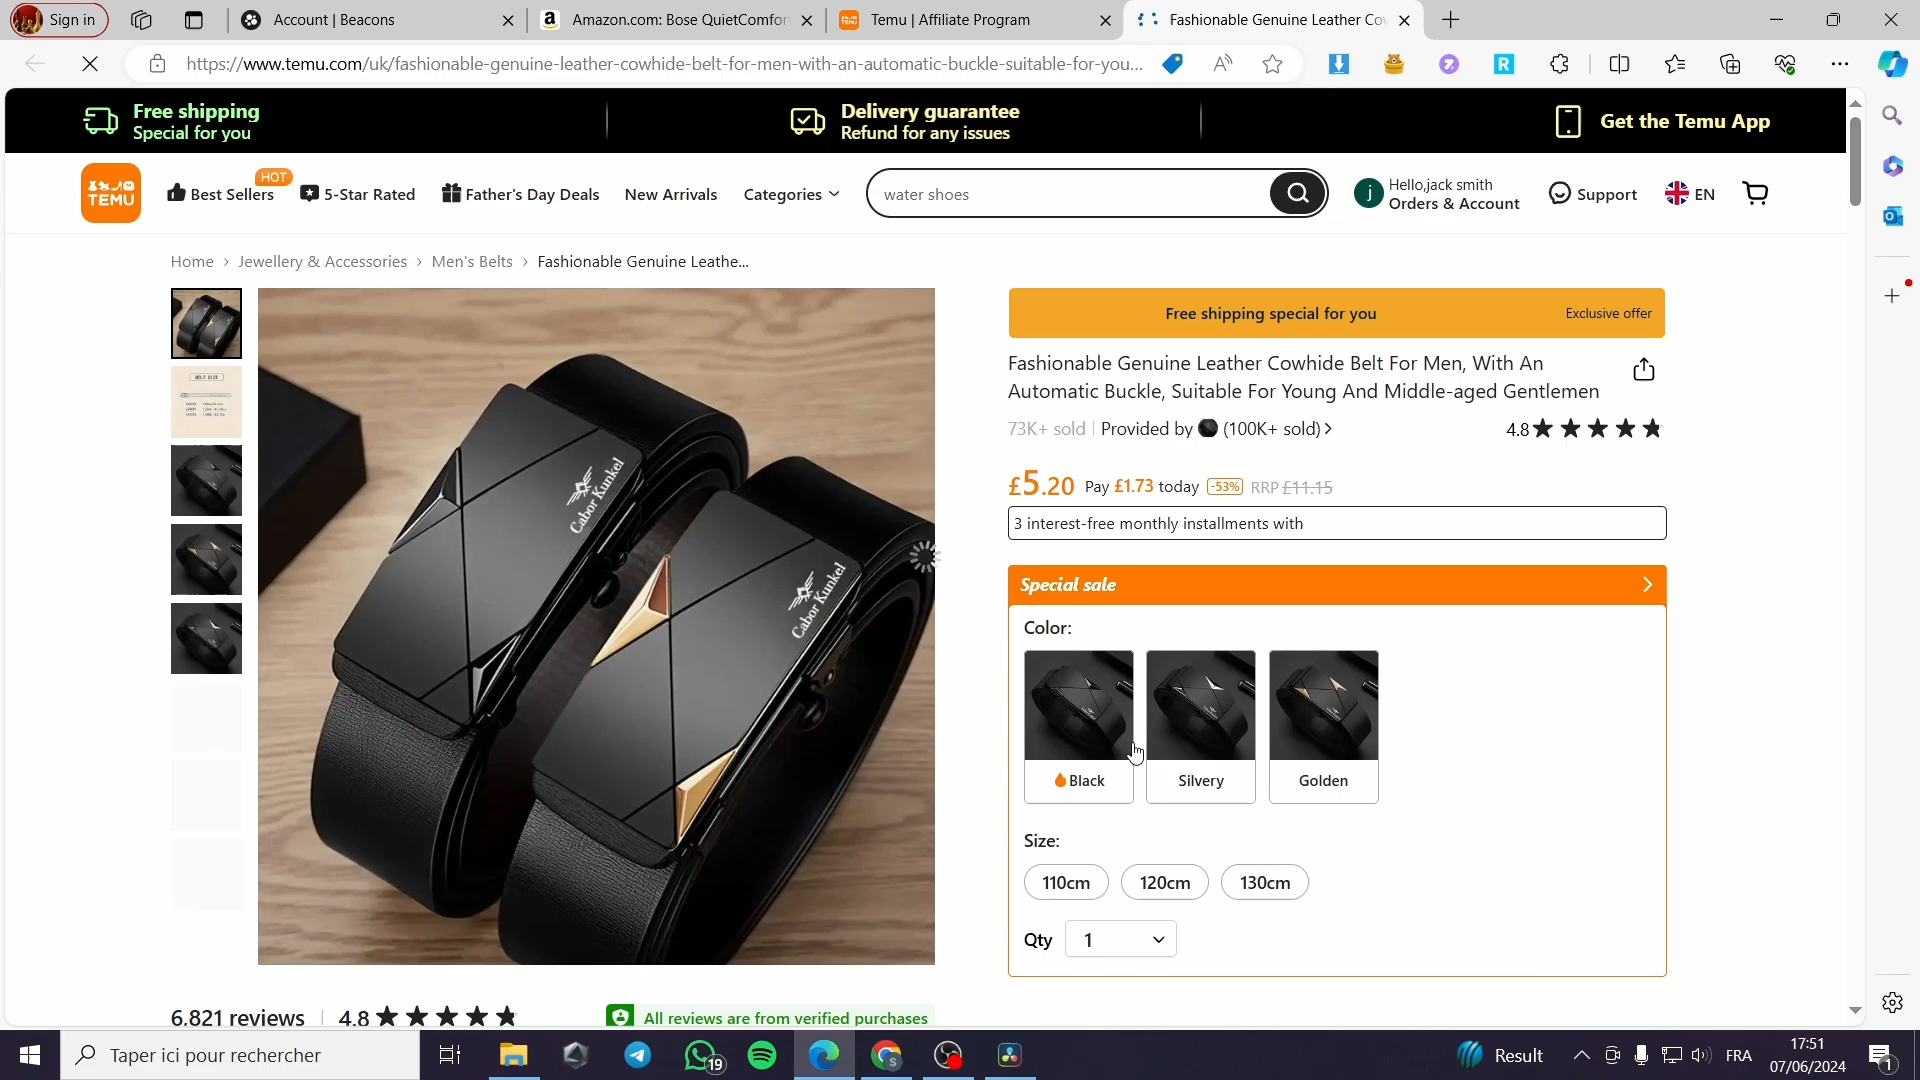 Sign in
Account | Beacons
Amazon.com: Bose QuietComfor
Temu | Affiliate Program
Fashionable Genuine Leather Co
https://www.temu.com/uk/fashionable-genuine-leather-cowhide-belt-for-men-with-an-automatic-buckle-suitable-for-you...
Free shipping
Special for you
Delivery guarantee
Refund for any issues
Get the Temu App
TEMU
Best Sellers
HOT
5-Star Rated
Father's Day Deals
New Arrivals
Categories
water shoes
j
Hello,jack smith
Orders & Account
Support
EN
Home › Jewellery & Accessories › Men's Belts › Fashionable Genuine Leathe...
BELT SIZE
Cabor Kunkel
Cabor Kunkel
Free shipping special for you
Exclusive offer
Fashionable Genuine Leather Cowhide Belt For Men, With An
Automatic Buckle, Suitable For Young And Middle-aged Gentlemen
73K+ sold | Provided by (100K+ sold) ›
4.8
£5.20 Pay £1.73 today -53% RRP £11.15
3 interest-free monthly installments with
Special sale
Color:
Black
Silvery
Golden
Size:
110cm
120cm
130cm
Qty
1
6,821 reviews | 4.8
All reviews are from verified purchases
Taper ici pour rechercher
19
Result
FRA
17:51
07/06/2024
1